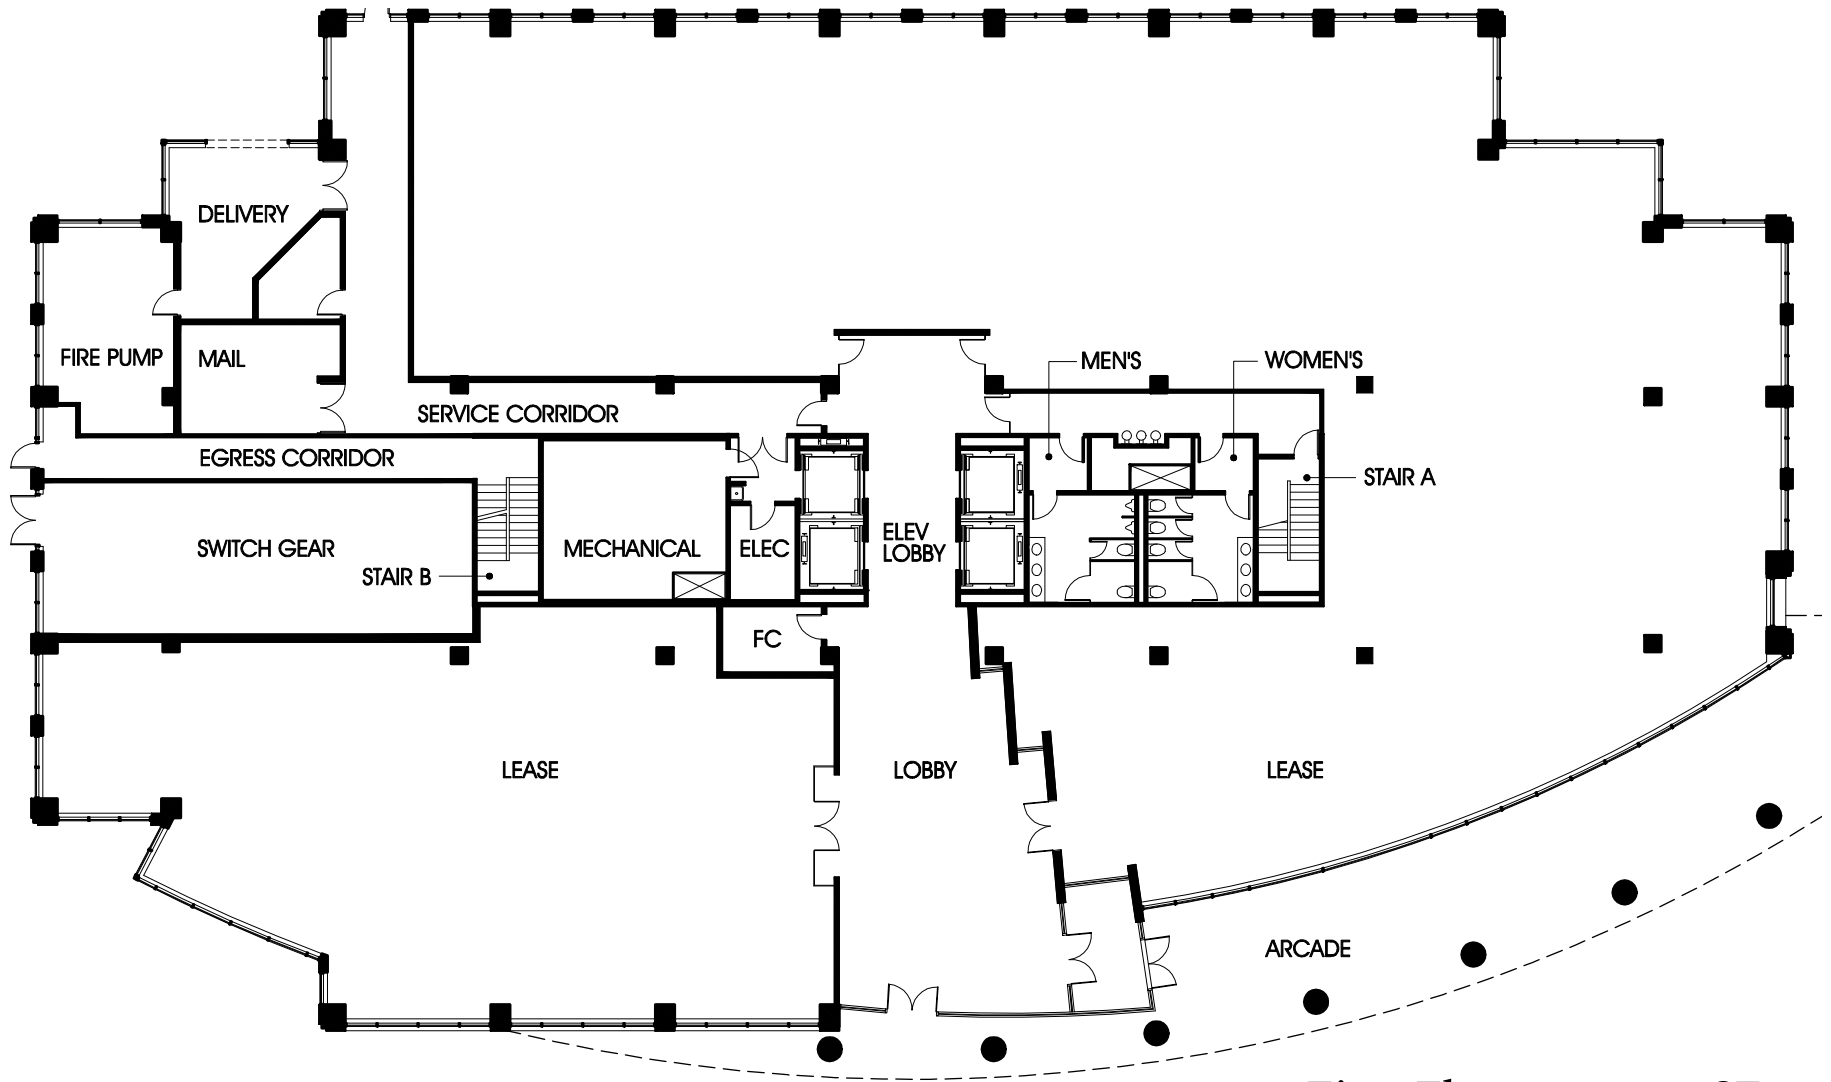 DELIVERY
FIRE PUMP
MAIL
MEN'S
WOMEN'S
SERVICE CORRIDOR
EGRESS CORRIDOR
STAIR A
SWITCH GEAR
MECHANICAL
ELEC
ELEV
LOBBY
STAIR B
FC
LEASE
LOBBY
LEASE
ARCADE